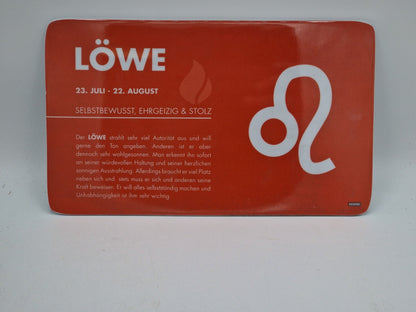 LÖWE
23. JULI - 22. AUGUST
SELBSTBEWUSST, EHRGEIZIG & STOLZ
Der LÖWE strahlt sehr viel Autorität aus und will
gerne den Ton angeben. Anderen ist er aber
dennoch sehr wohlgesonnen. Man erkennt ihn sofort
an seiner würdevollen Haltung und seiner herzlichen
sonnigen Ausstrahlung. Allerdings braucht er viel Platz
neben sich und stets muss er sich und anderen seine
Kraft beweisen. Er will alles selbstständig machen und
Unhabhängigkeit ist ihm sehr wichtig.